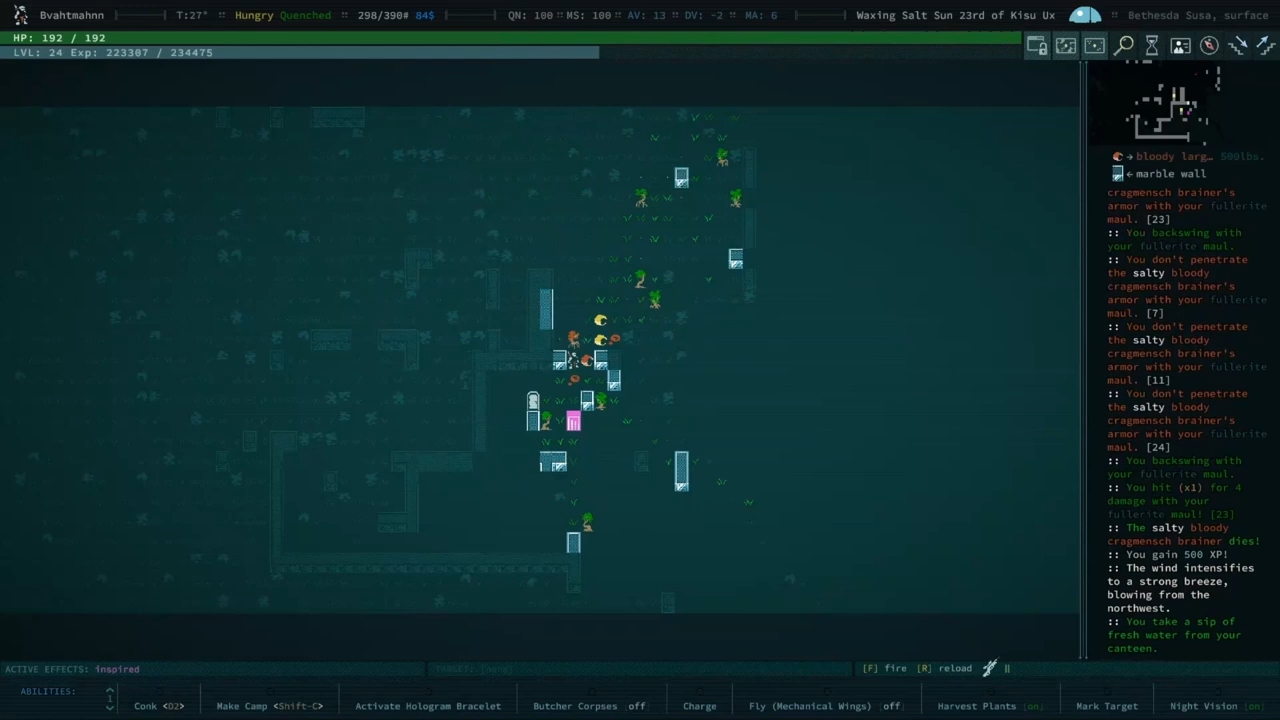 Bvahtmahnn T:27° Hungry Quenched :: 298/390# 84$ QN: 100 :: MS: 100 :: AV: 13 :: DV: -2 :: MA: 6 Waxing Salt Sun 23rd of Kisu Ux Bethesda Susa, surface
HP: 192 / 192
LVL: 24 Exp: 223307 / 234475
bloody larg… 500lbs.
marble wall
cragmensch brainer's
armor with your fullerite
maul. [23]
:: You backswing with
your fullerite maul.
:: You don't penetrate
the salty bloody
cragmensch brainer's
armor with your fullerite
maul. [7]
:: You don't penetrate
the salty bloody
cragmensch brainer's
armor with your fullerite
maul. [11]
:: You don't penetrate
the salty bloody
cragmensch brainer's
armor with your fullerite
maul. [24]
:: You backswing with
your fullerite maul.
:: You hit (x1) for 4
damage with your
fullerite maul! [23]
:: The salty bloody
cragmensch brainer dies!
:: You gain 500 XP!
:: The wind intensifies
to a strong breeze,
blowing from the
northwest.
:: You take a sip of
fresh water from your
canteen.
ACTIVE EFFECTS: inspired TARGET: [none] [F] fire [R] reload
ABILITIES: 1 Conk <02> Make Camp <Shift-C> Activate Hologram Bracelet Butcher Corpses off Charge Fly (Mechanical Wings) off Harvest Plants [on] Mark Target Night Vision [on]